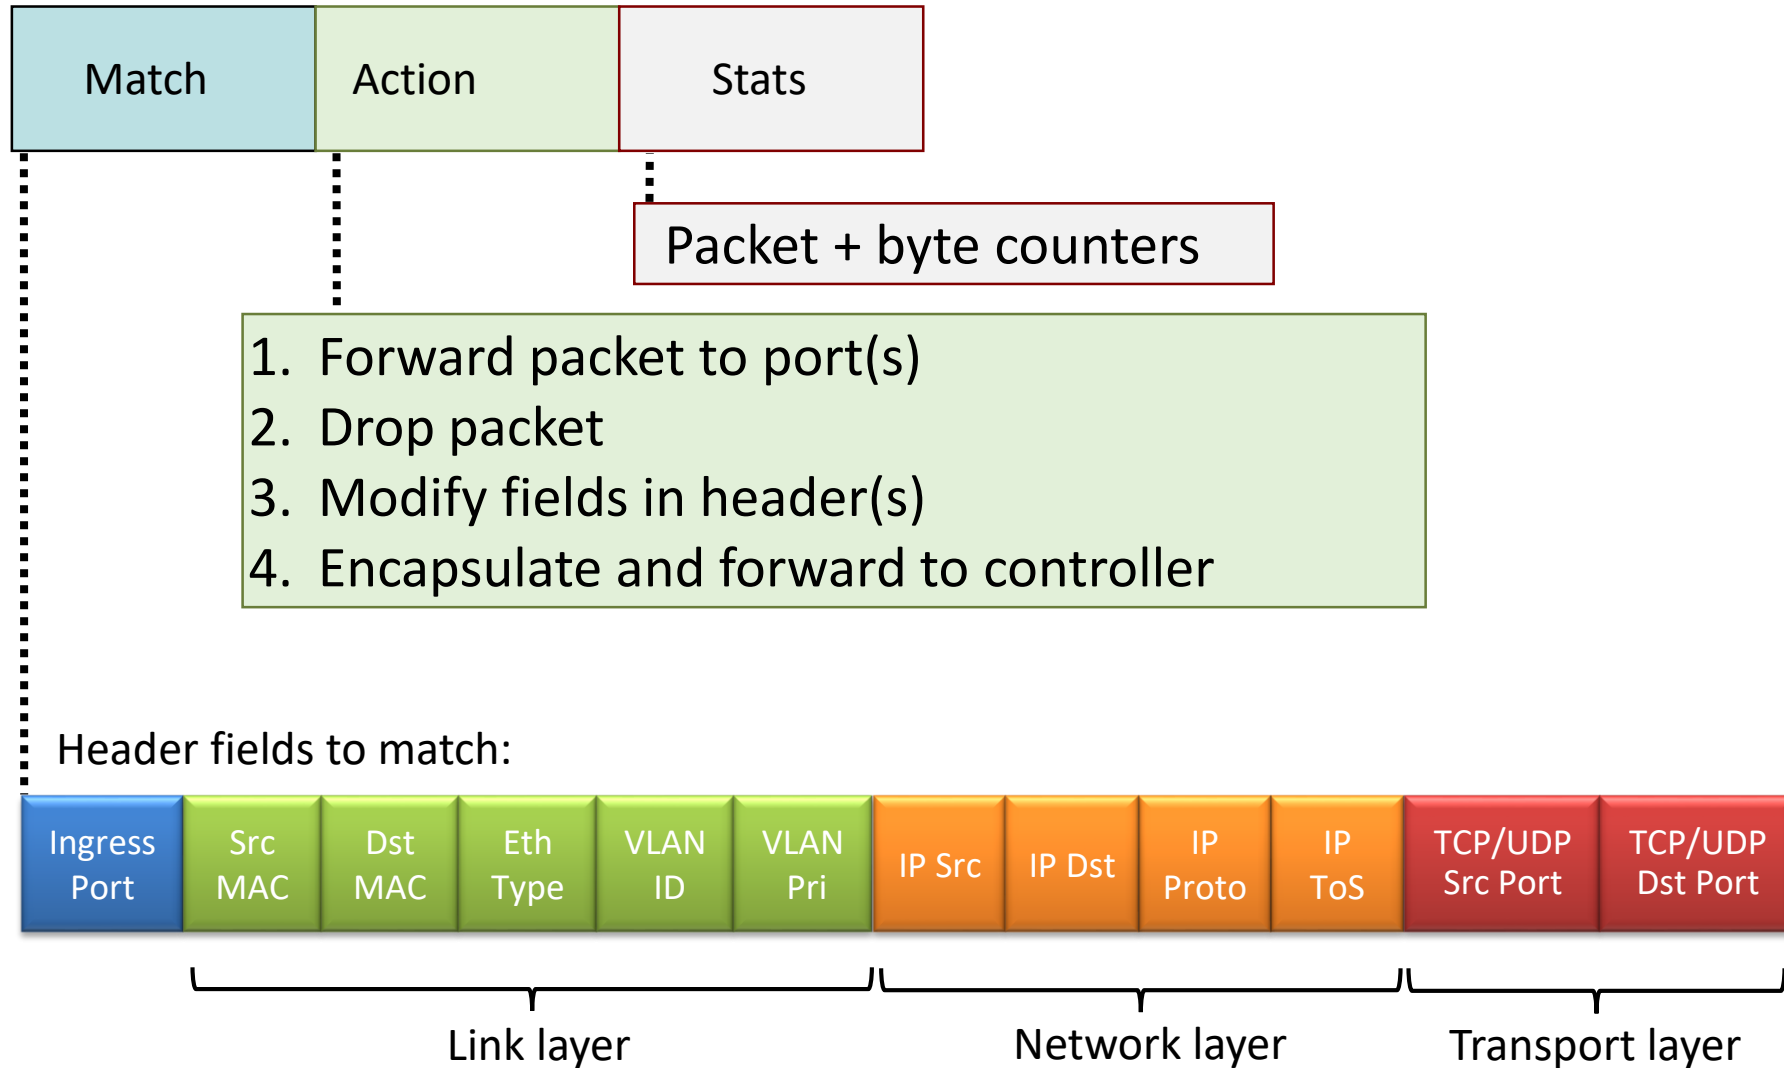 Match
Action
Stats
Packet + byte counters
1. Forward packet to port(s)
2. Drop packet
3. Modify fields in header(s)
4. Encapsulate and forward to controller
Header fields to match:
Ingress
Port
Src
MAC
Dst
MAC
Eth
Type
VLAN
ID
VLAN
Pri
IP Src
IP Dst
IP
Proto
IP
ToS
TCP/UDP
Src Port
TCP/UDP
Dst Port
Link layer
Network layer
Transport layer